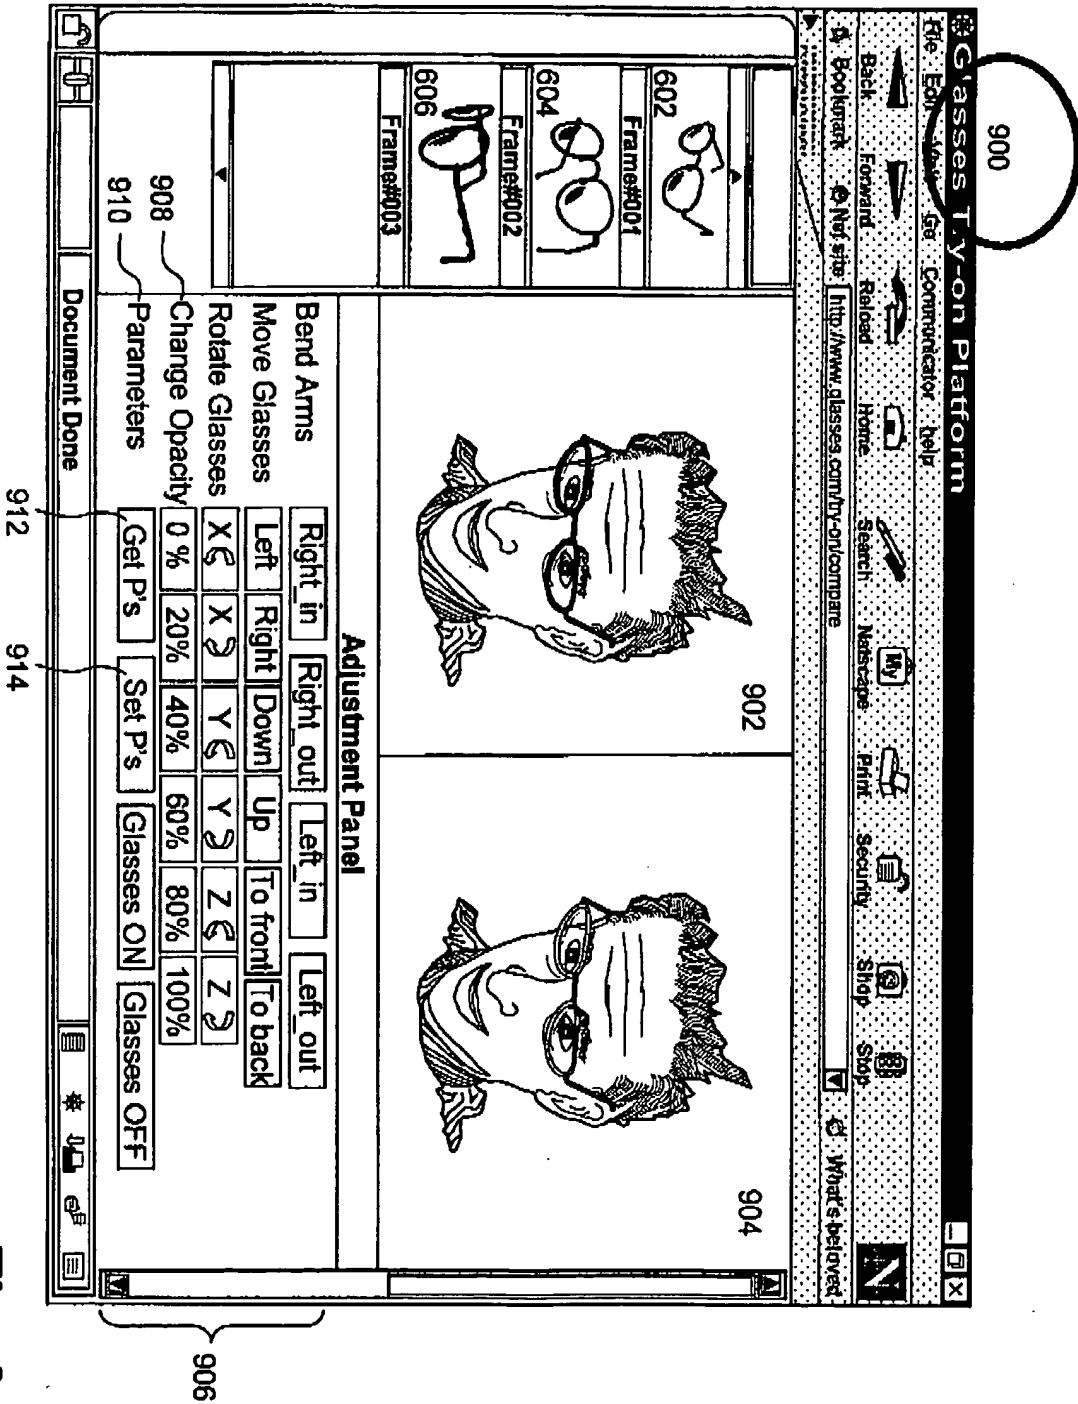 900
Glasses Try-on Platform
File Edit View Go Communicator help
Back Forward Reload Home Search Natscape Print Security Shop Stop
My
N
Bookmark Net site http://www.glasses.com/try-on/compare What's beloved
602
Frame#001
604
Frame#002
606
Frame#003
902
904
Adjustment Panel
Bend Arms Right_in Right_out Left_in Left_out
Move Glasses Left Right Down Up To front To back
Rotate Glasses X X Y Y Z Z
908 Change Opacity 0 % 20% 40% 60% 80% 100%
910 Parameters Get P's Set P's Glasses ON Glasses OFF
906
Document Done
912
914